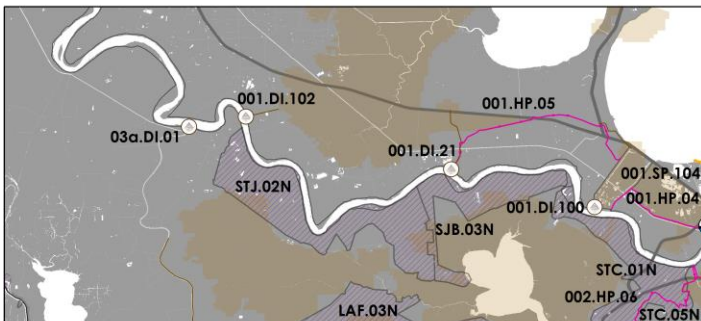 001.DI.102
001.HP.05
03a.DI.01
001.DI.21
001.SP.104
STJ.02N
001.HP.04
001.DI.100
SJB.03N
STC.01N
002.HP.06
LAF.03N
STC.05N